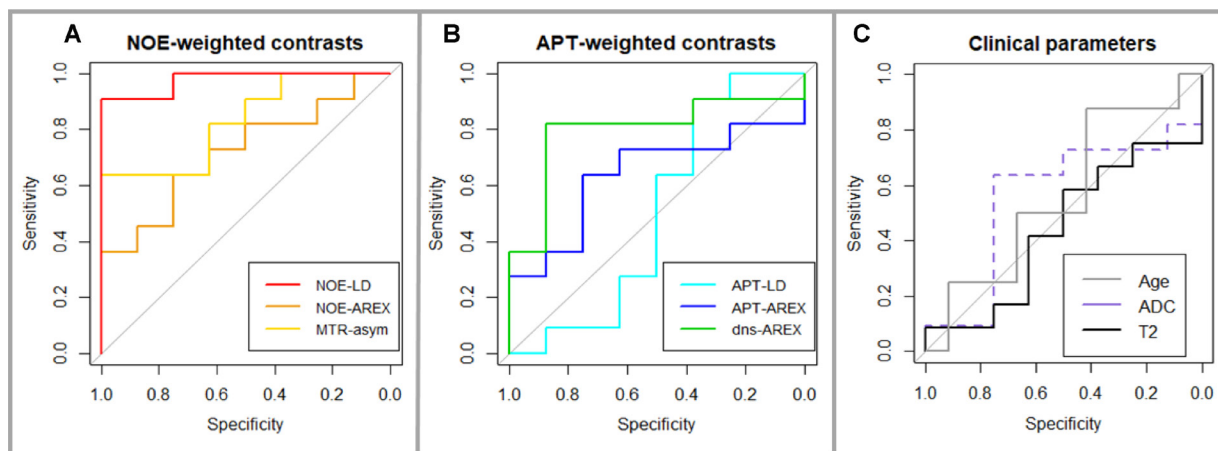 A
NOE-weighted contrasts
Sensitivity
1.0
0.8
0.6
0.4
0.2
0.0
NOE-LD
NOE-AREX
MTR-asym
1.0 0.8 0.6 0.4 0.2 0.0
Specificity
B
APT-weighted contrasts
Sensitivity
1.0
0.8
0.6
0.4
0.2
0.0
APT-LD
APT-AREX
dns-AREX
1.0 0.8 0.6 0.4 0.2 0.0
Specificity
C
Clinical parameters
Sensitivity
1.0
0.8
0.6
0.4
0.2
0.0
Age
ADC
T2
1.0 0.8 0.6 0.4 0.2 0.0
Specificity